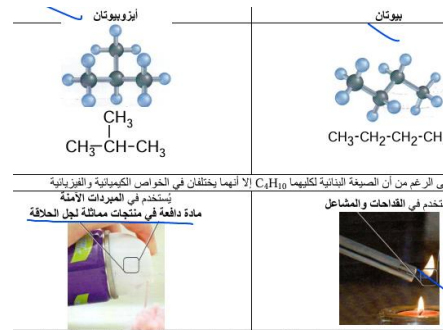 بيوتان
أيزوبيوتان
CH₃
CH₃-CH-CH₃
CH₃-CH₂-CH₂-CH
الرغم من أن الصيغة البنائية لكليهما C₄H₁₀ إلا أنهما يختلفان في الخواص الكيميائية والفيزيائية
في القداحات والمشاعل
يُستخدم في المبردات الآمنة
مادة دافعة في منتجات مماثلة لجل الحلاقة